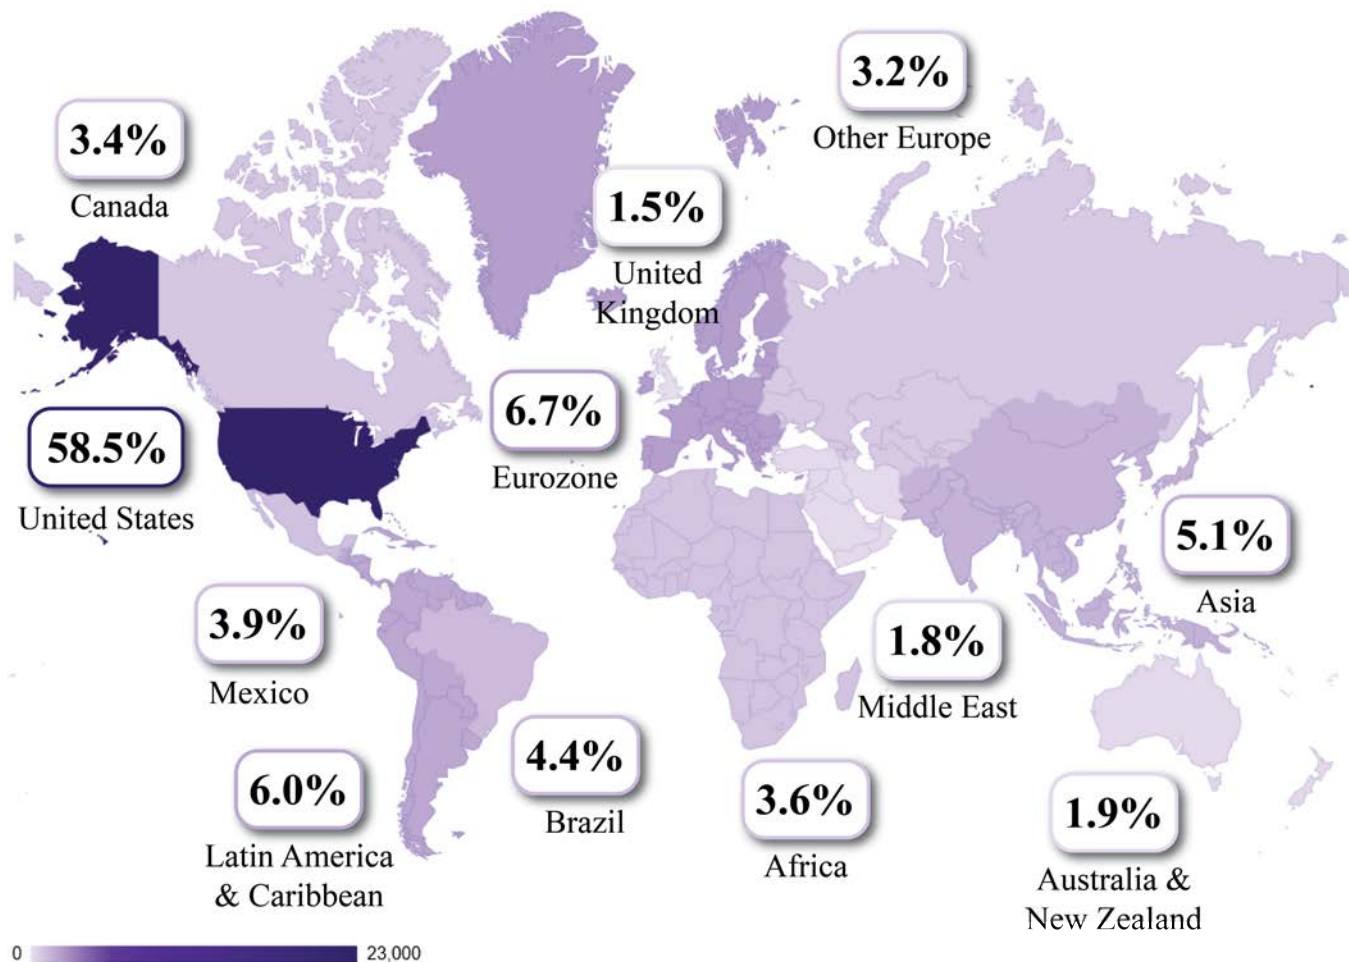 3.2%
Other Europe
3.4%
Canada
1.5%
United
Kingdom
6.7%
Eurozone
58.5%
United States
5.1%
Asia
3.9%
Mexico
1.8%
Middle East
4.4%
Brazil
6.0%
Latin America
& Caribbean
3.6%
Africa
1.9%
Australia &
New Zealand
0 23,000